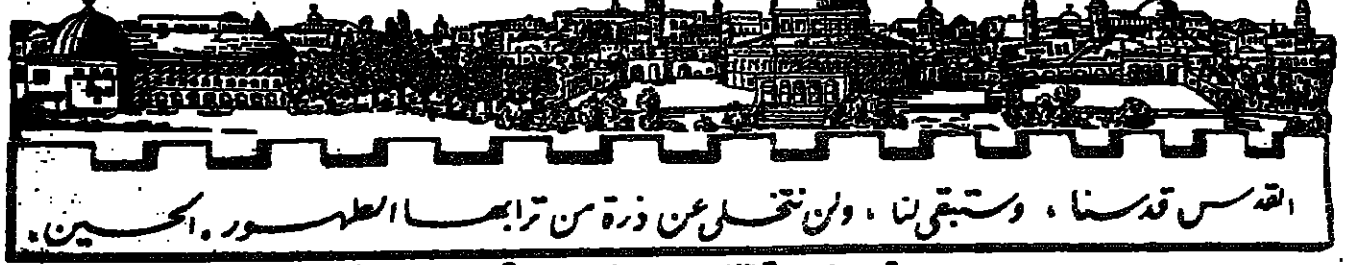 القدس قدسنا ، وستبقى لنا ، ولن نتخلى عن ذرة من ترابها الطهور . الحسين .